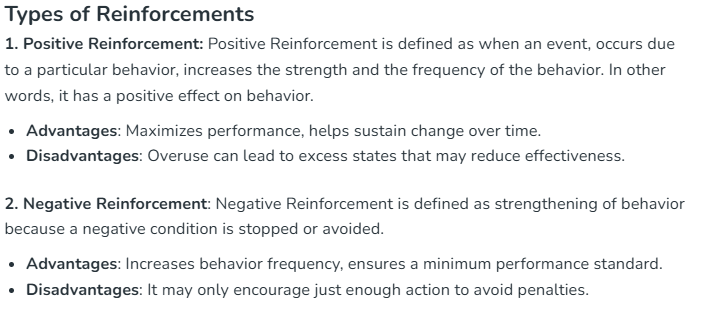 Types of Reinforcements
1. Positive Reinforcement: Positive Reinforcement is defined as when an event, occurs due
to a particular behavior, increases the strength and the frequency of the behavior. In other
words, it has a positive effect on behavior.
• Advantages: Maximizes performance, helps sustain change over time.
• Disadvantages: Overuse can lead to excess states that may reduce effectiveness.
2. Negative Reinforcement: Negative Reinforcement is defined as strengthening of behavior
because a negative condition is stopped or avoided.
• Advantages: Increases behavior frequency, ensures a minimum performance standard.
• Disadvantages: It may only encourage just enough action to avoid penalties.